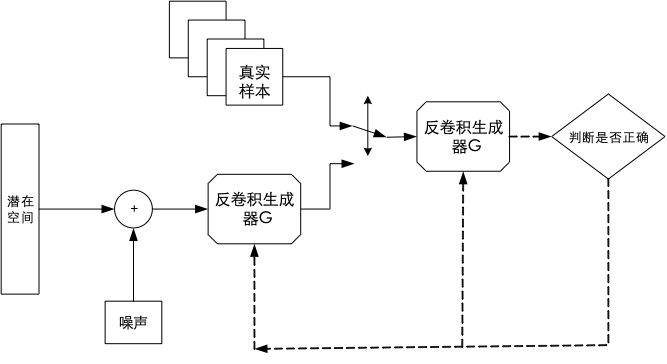 真实
样本
反卷积生成
器G
判断是否正确
潜在
空间
+
反卷积生成
器G
噪声